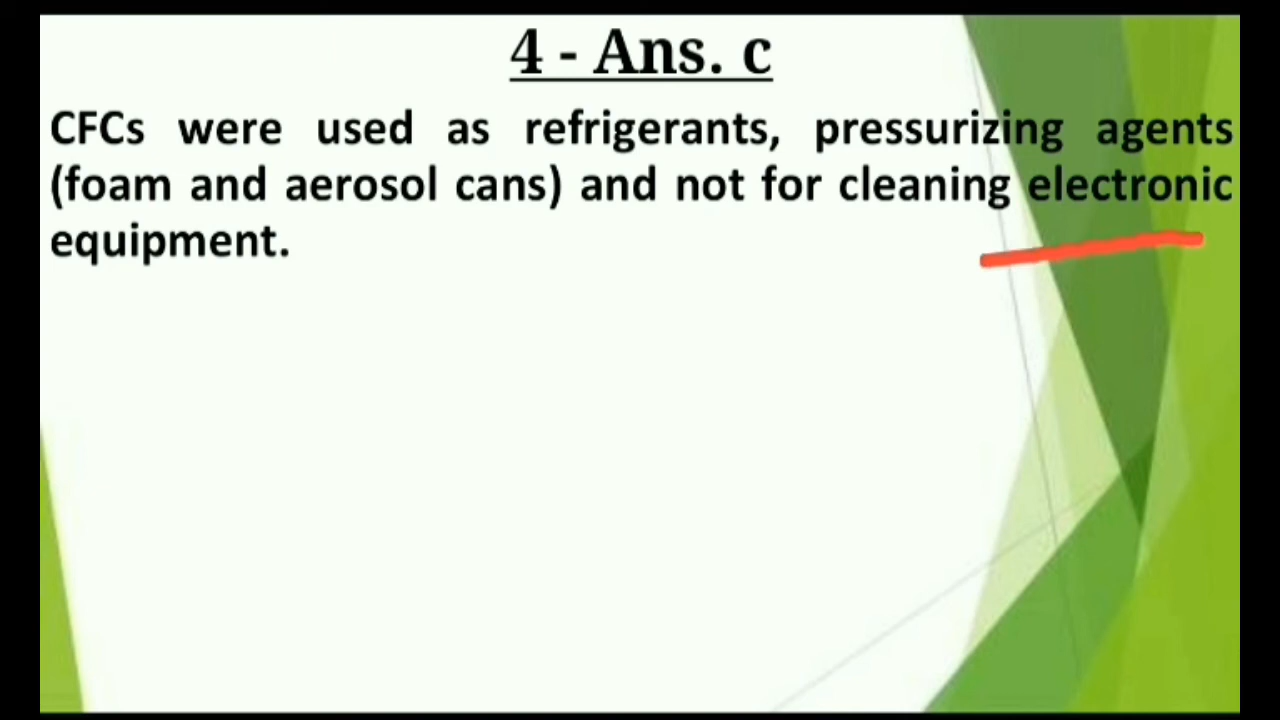 4 - Ans. c
CFCs were used as refrigerants, pressurizing agents
(foam and aerosol cans) and not for cleaning electronic
equipment.